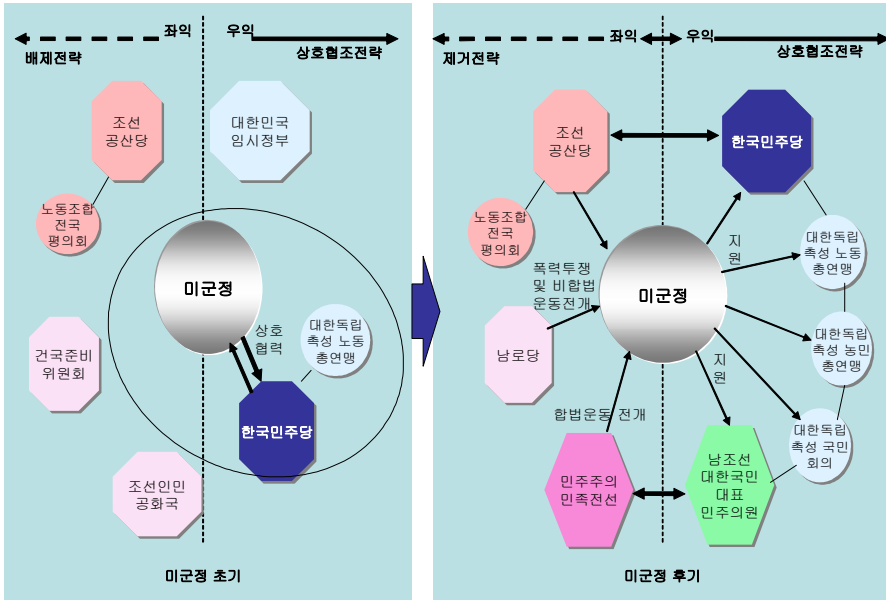 좌익
우익
배제전략
상호협조전략
조선
공산당
대한민국
임시정부
노동조합
전국
평의회
미군정
상호
협력
대한독립
촉성 노동
총연맹
건국준비
위원회
한국민주당
조선인민
공화국
미군정 초기
좌익
우익
제거전략
상호협조전략
조선
공산당
한국민주당
노동조합
전국
평의회
지
원
대한독립
촉성 노동
총연맹
폭력투쟁
및 비합법
운동전개
미군정
남로당
대한독립
촉성 농민
총연맹
지
원
합법운동 전개
대한독립
촉성 국민
회의
민주주의
민족전선
남조선
대한국민
대표
민주의원
미군정 후기